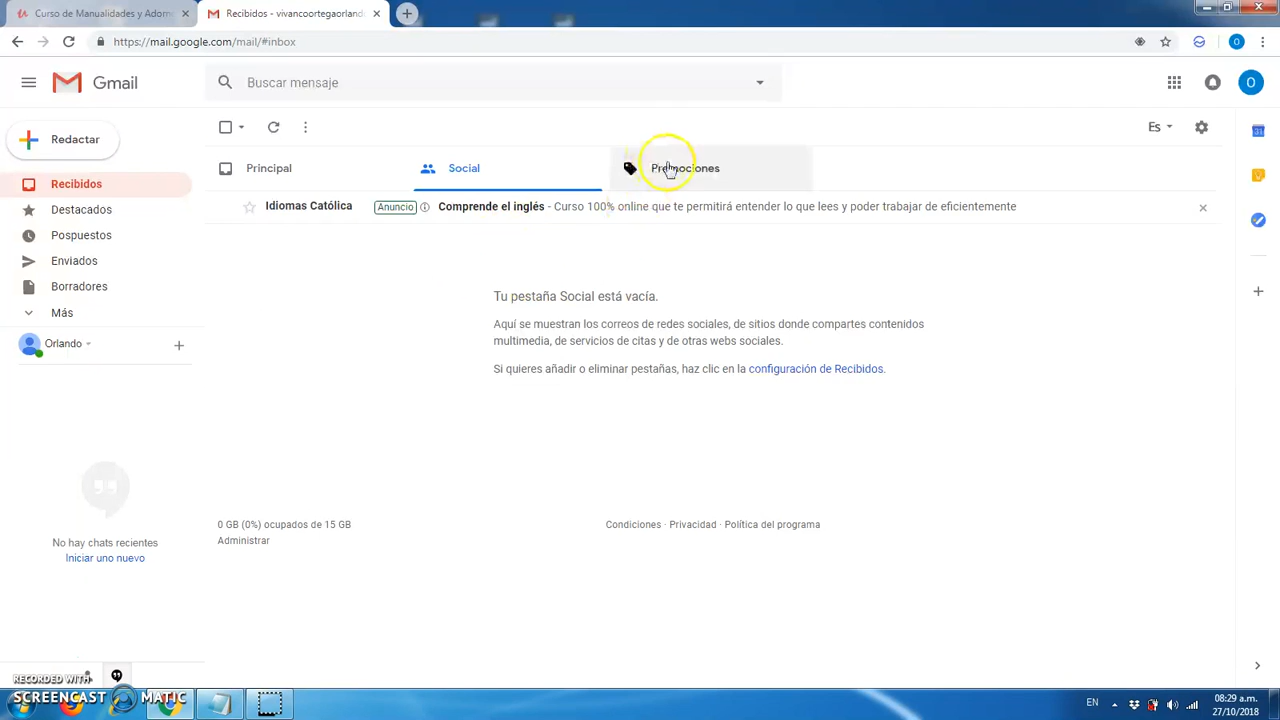 Curso de Manualidades y Adorn
Recibidos - vivancoortegaorland
https://mail.google.com/mail/#inbox
O
Gmail
Buscar mensaje
O
Redactar
Es
Principal
Social
Promociones
Recibidos
Idiomas Católica
Anuncio
Comprende el inglés - Curso 100% online que te permitirá entender lo que lees y poder trabajar de eficientemente
Destacados
Pospuestos
Enviados
Borradores
Más
Orlando
Tu pestaña Social está vacía.
Aquí se muestran los correos de redes sociales, de sitios donde compartes contenidos
multimedia, de servicios de citas y de otras webs sociales.
Si quieres añadir o eliminar pestañas, haz clic en la configuración de Recibidos.
0 GB (0%) ocupados de 15 GB
Administrar
Condiciones · Privacidad · Política del programa
No hay chats recientes
Iniciar uno nuevo
RECORDED WITH
SCREENCAST MATIC
EN
08:29 a.m.
27/10/2018
31